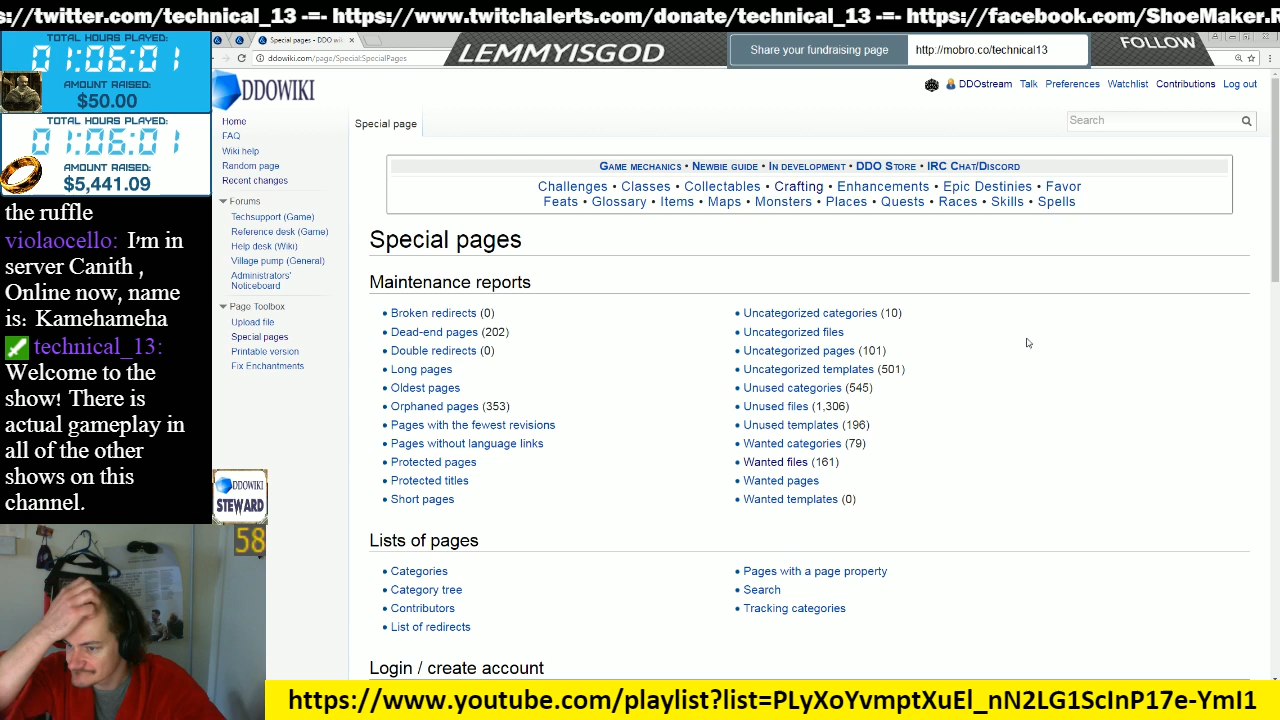 s://twitter.com/technical_13 -=- https://www.twitchalerts.com/donate/technical_13 -=- https://facebook.com/ShoeMaker.P
TOTAL HOURS PLAYED:
01:06:01
AMOUNT RAISED:
$50.00
TOTAL HOURS PLAYED:
01:06:01
AMOUNT RAISED:
$5,441.09
the ruffle
violaocello: I'm in
server Canith ,
Online now, name
is: Kamehameha
technical_13:
Welcome to the
show! There is
actual gameplay in
all of the other
shows on this
channel.
Special pages - DDO wi
ddowiki.com/page/Special:SpecialPages
LEMMYISGOD
Share your fundraising page
http://mobro.co/technical13
FOLLOW
DDOWIKI
DDOstream Talk Preferences Watchlist Contributions Log out
Home
FAQ
Wiki help
Random page
Recent changes
Forums
Techsupport (Game)
Reference desk (Game)
Help desk (Wiki)
Village pump (General)
Administrators'
Noticeboard
Page Toolbox
Upload file
Special pages
Printable version
Fix Enchantments
DDOWIKI
STEWARD
58
Special page
Search
Game mechanics • Newbie guide • In development • DDO Store • IRC Chat/Discord
Challenges • Classes • Collectables • Crafting • Enhancements • Epic Destinies • Favor
Feats • Glossary • Items • Maps • Monsters • Places • Quests • Races • Skills • Spells
Special pages
Maintenance reports
• Broken redirects (0)
• Dead-end pages (202)
• Double redirects (0)
• Long pages
• Oldest pages
• Orphaned pages (353)
• Pages with the fewest revisions
• Pages without language links
• Protected pages
• Protected titles
• Short pages
• Uncategorized categories (10)
• Uncategorized files
• Uncategorized pages (101)
• Uncategorized templates (501)
• Unused categories (545)
• Unused files (1,306)
• Unused templates (196)
• Wanted categories (79)
• Wanted files (161)
• Wanted pages
• Wanted templates (0)
Lists of pages
• Categories
• Category tree
• Contributors
• List of redirects
• Pages with a page property
• Search
• Tracking categories
Login / create account
https://www.youtube.com/playlist?list=PLyXoYvmptXuEl_nN2LG1ScInP17e-YmI1